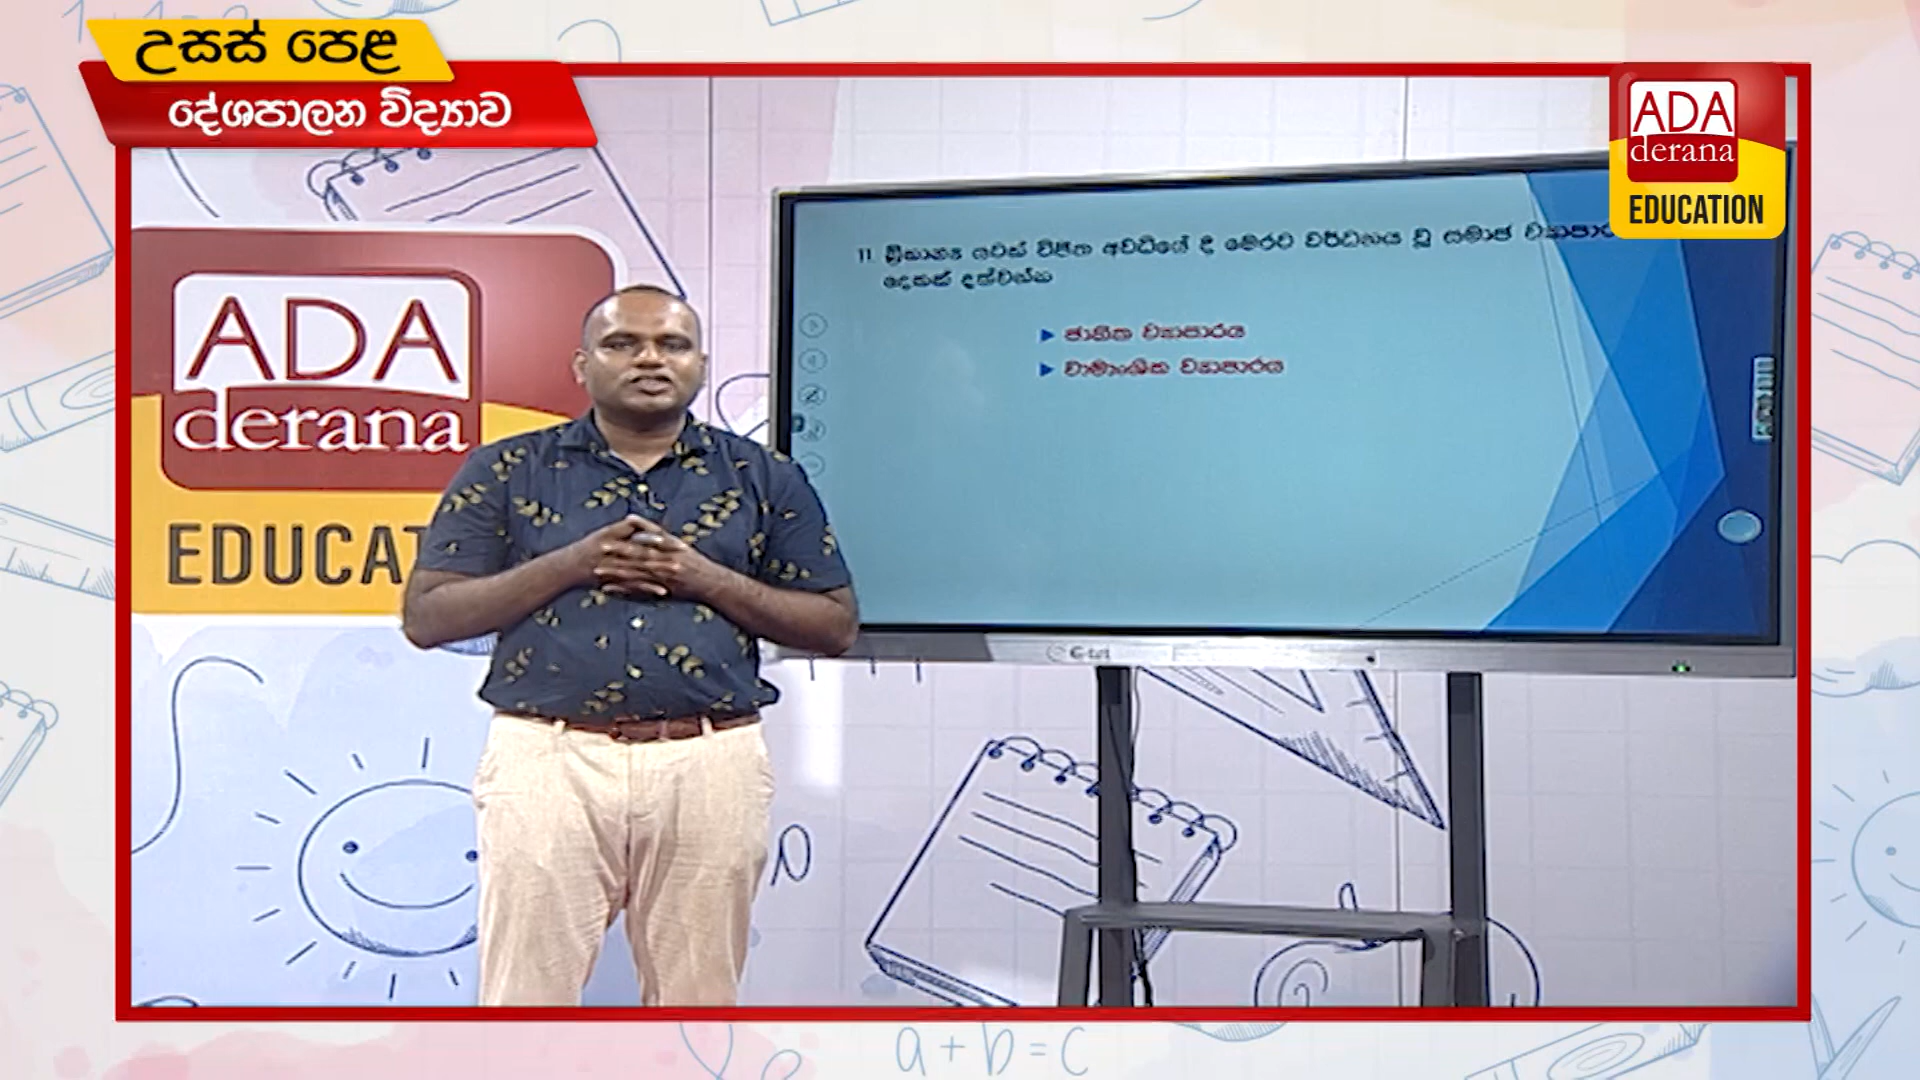 උසස් පෙළ
දේශපාලන විද්‍යාව
ADA
derana
EDUCATION
11. බ්‍රිතාන්‍ය යටත් විජිත අවධියේ දී මෙරට වර්ධනය වූ සමාජ
දෙකක් දක්වන්න
ජාතික ව්‍යාපාරය
වාමාංශික ව්‍යාපාරය
ADA
derana
EDUCAT
a + b = c